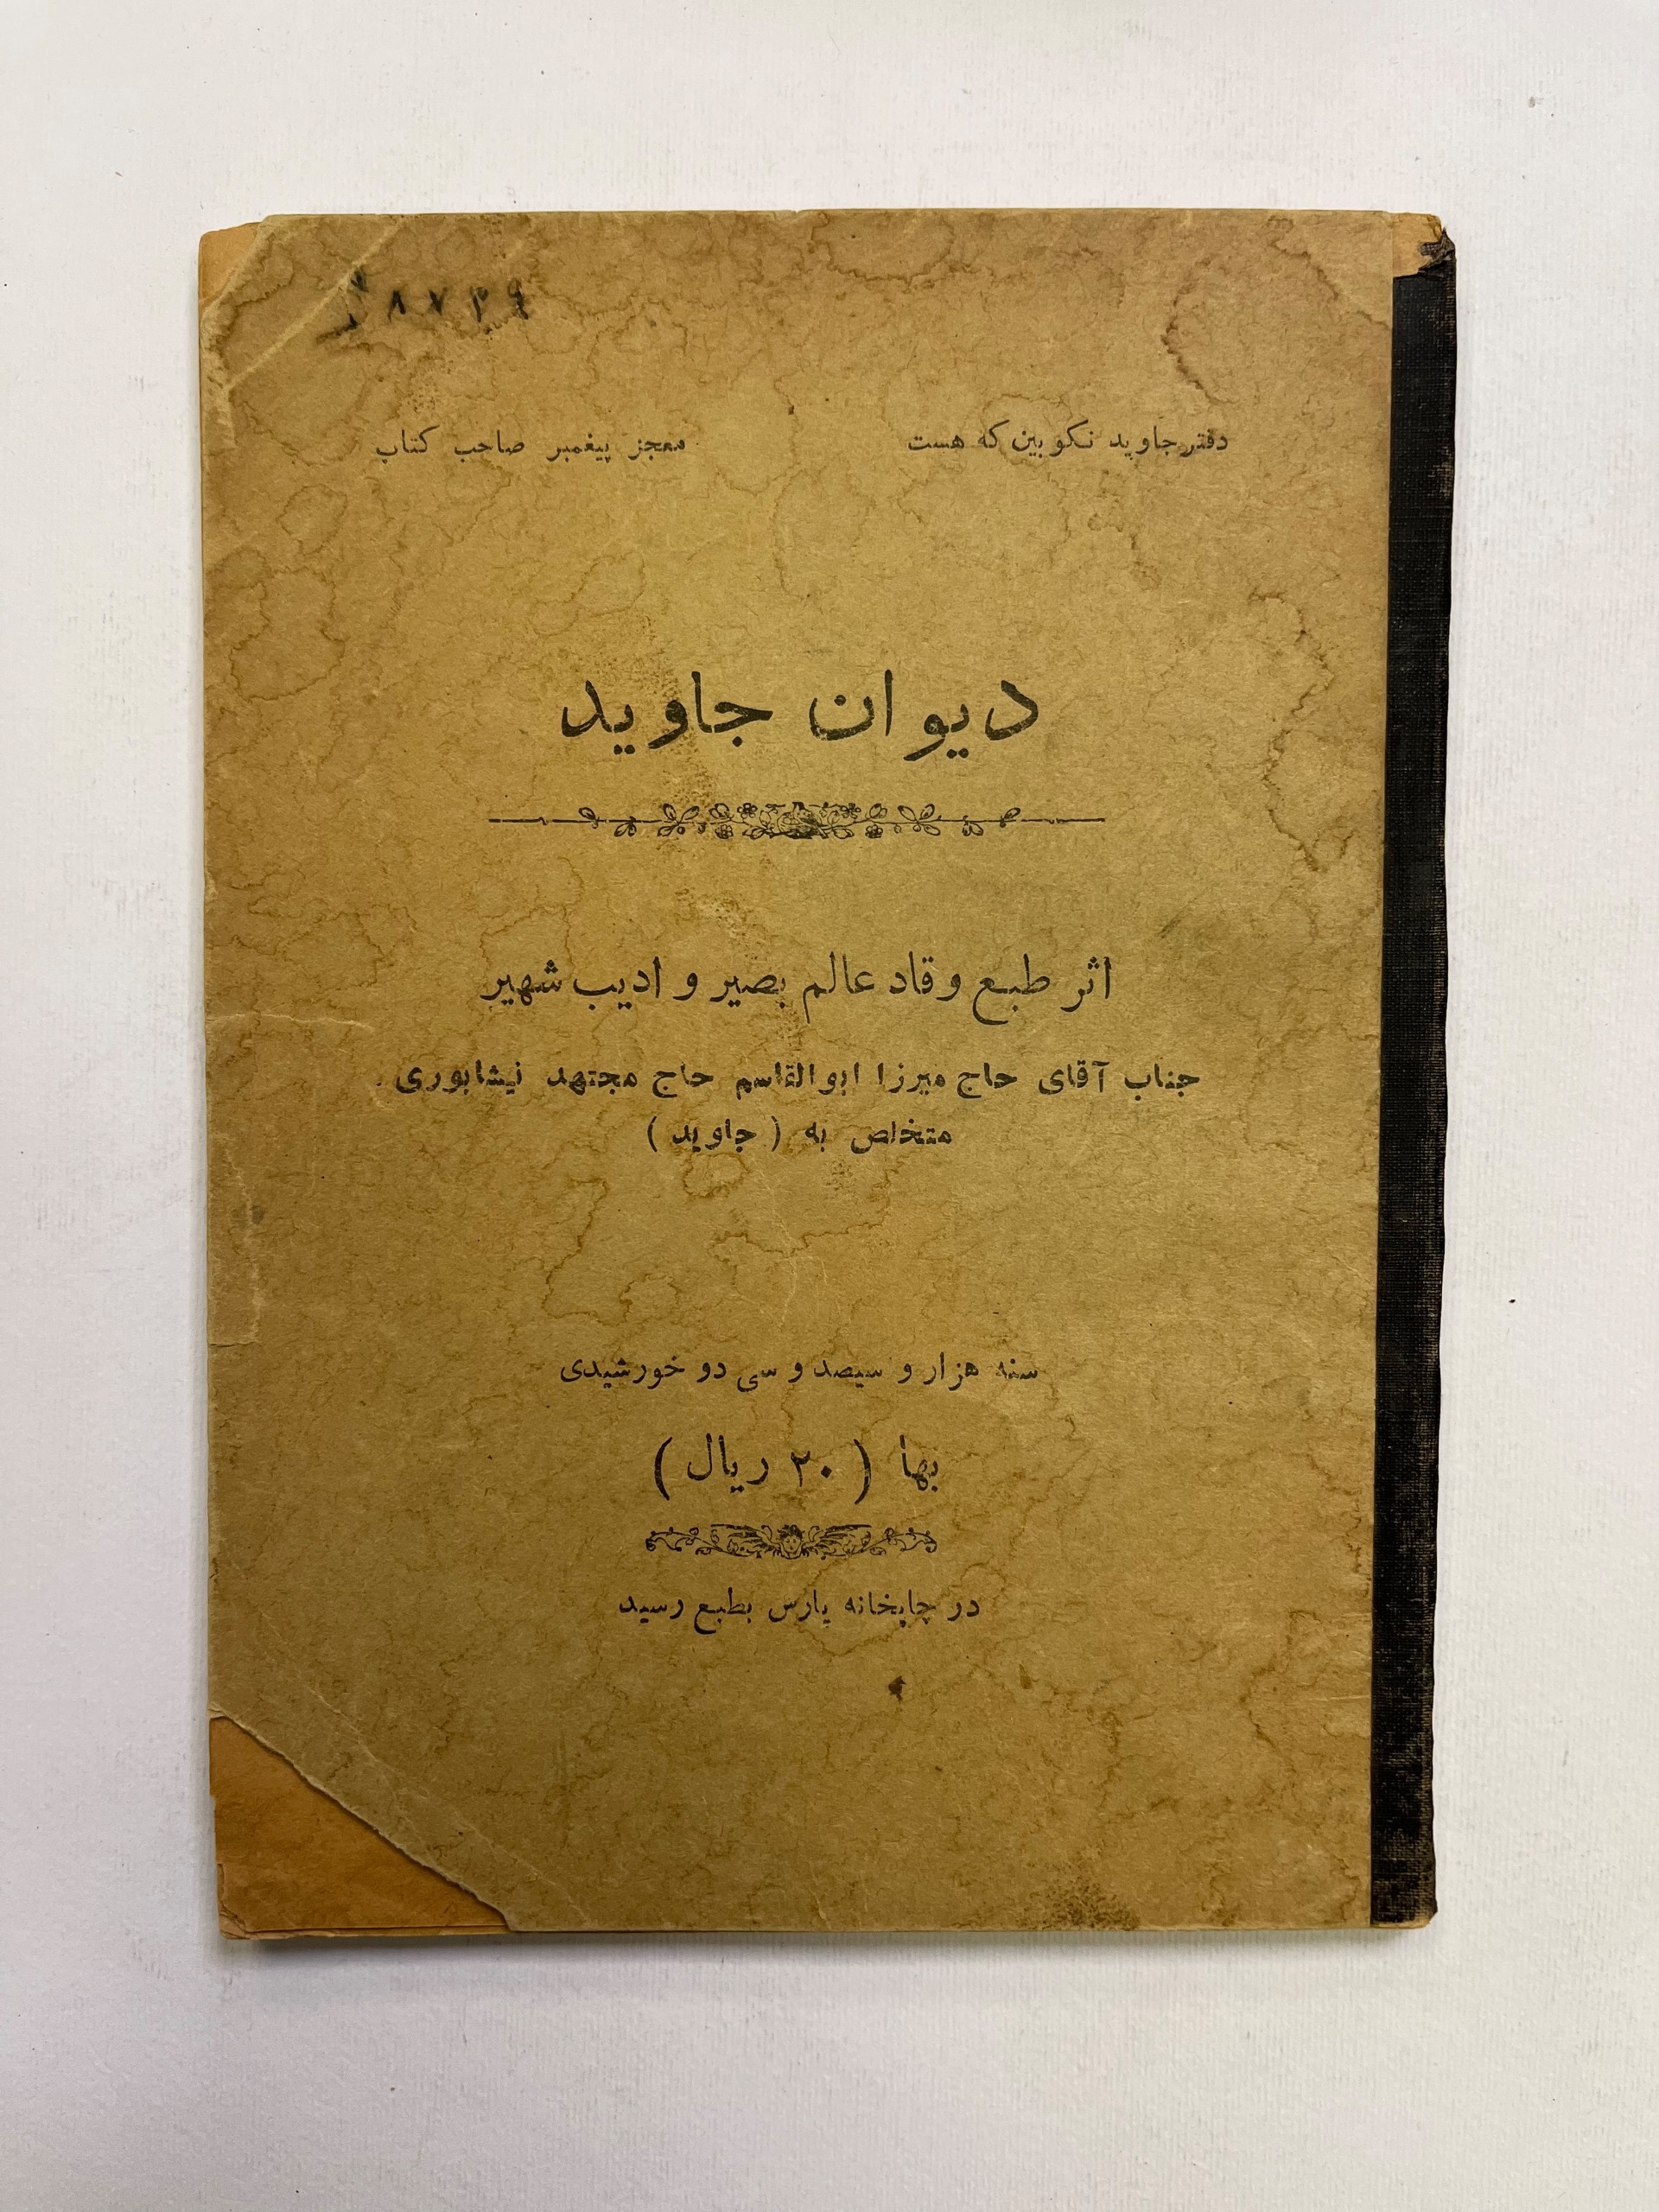 دفتر جاوید نکو بین که هست معجز پیغمبر صاحب کتاب
دیوان جاوید
اثر طبع وقاد عالم بصیر و ادیب شهیر
جناب آقای حاج میرزا ابوالقاسم حاج مجتهد نیشابوری
متخلص به ( جاوید )
سنه هزار و سیصد و سی دو خورشیدی
بها ( ۲۰ ریال )
در چاپخانه پارس بطبع رسید